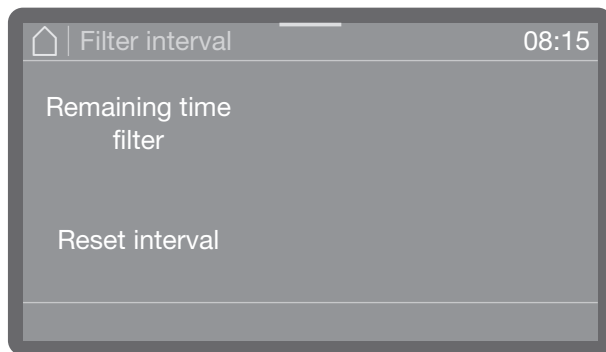 Filter interval 08:15
Remaining time
filter
Reset interval